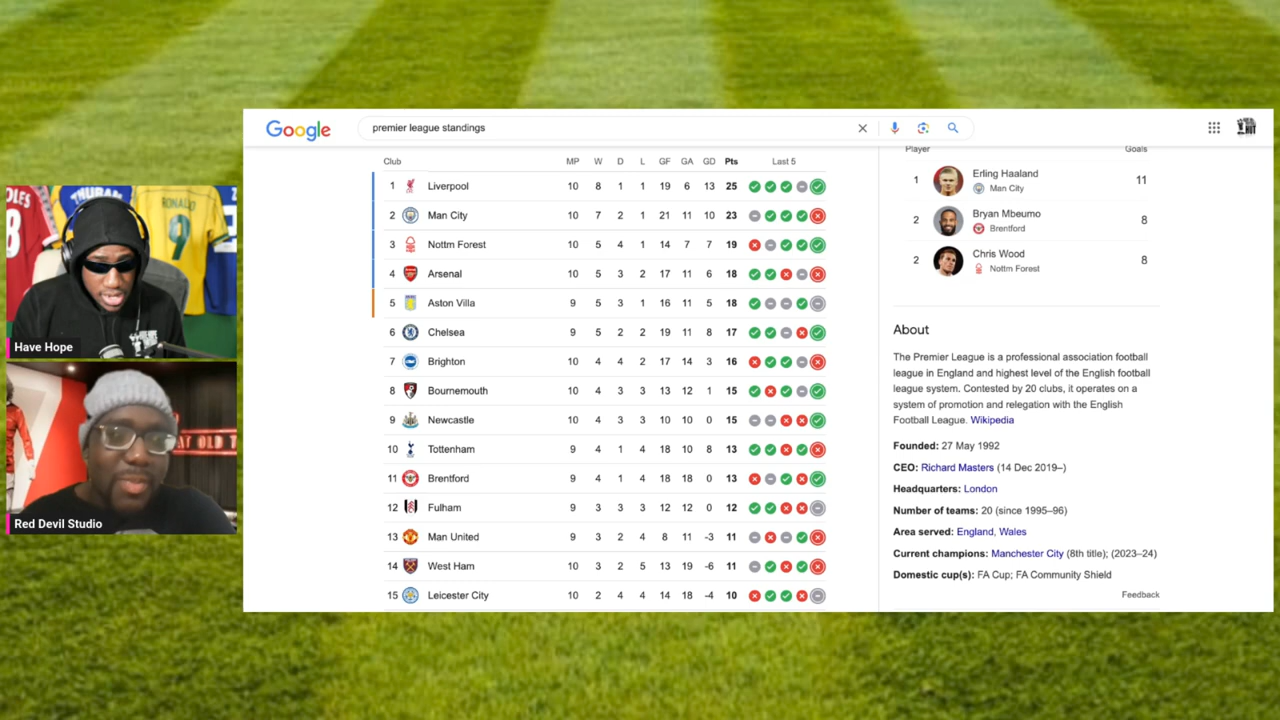 Google
premier league standings
Club MP W D L GF GA GD Pts Last 5
1 Liverpool 10 8 1 1 19 6 13 25
2 Man City 10 7 2 1 21 11 10 23
3 Nottm Forest 10 5 4 1 14 7 7 19
4 Arsenal 10 5 3 2 17 11 6 18
5 Aston Villa 9 5 3 1 16 11 5 18
6 Chelsea 9 5 2 2 19 11 8 17
7 Brighton 10 4 4 2 17 14 3 16
8 Bournemouth 10 4 3 3 13 12 1 15
9 Newcastle 10 4 3 3 10 10 0 15
10 Tottenham 9 4 1 4 18 10 8 13
11 Brentford 9 4 1 4 18 18 0 13
12 Fulham 9 3 3 3 12 12 0 12
13 Man United 9 3 2 4 8 11 -3 11
14 West Ham 10 3 2 5 13 19 -6 11
15 Leicester City 10 2 4 4 14 18 -4 10
Player Goals
1 Erling Haaland 11
Man City
2 Bryan Mbeumo 8
Brentford
2 Chris Wood 8
Nottm Forest
About
The Premier League is a professional association football
league in England and highest level of the English football
league system. Contested by 20 clubs, it operates on a
system of promotion and relegation with the English
Football League. Wikipedia
Founded: 27 May 1992
CEO: Richard Masters (14 Dec 2019–)
Headquarters: London
Number of teams: 20 (since 1995–96)
Area served: England, Wales
Current champions: Manchester City (8th title); (2023–24)
Domestic cup(s): FA Cup; FA Community Shield
Feedback
RONALDO
9
8
Have Hope
Red Devil Studio